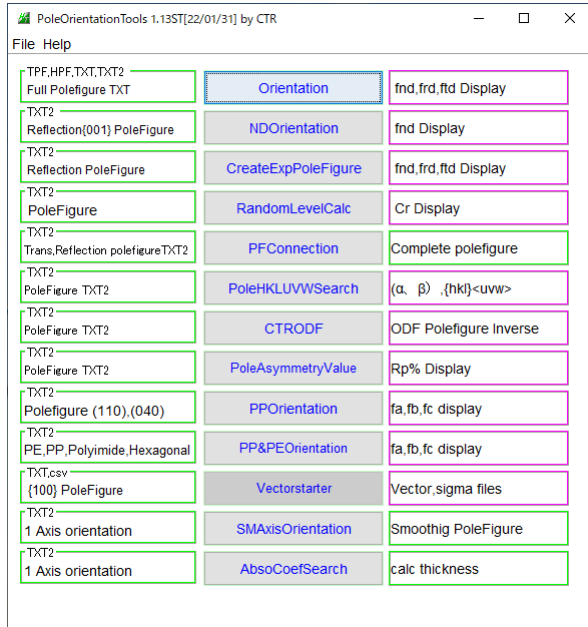 PoleOrientationTools 1.13ST[22/01/31] by CTR
File Help
TPF,HPF,TXT,TXT2
Full Polefigure TXT
Orientation
fnd,frd,ftd Display
TXT2
Reflection{001} PoleFigure
NDOrientation
fnd Display
TXT2
Reflection PoleFigure
CreateExpPoleFigure
fnd,frd,ftd Display
TXT2
PoleFigure
RandomLevelCalc
Cr Display
TXT2
Trans,Reflection polefigureTXT2
PFConnection
Complete polefigure
TXT2
PoleFigure TXT2
PoleHKLUVWSearch
(α、β）,{hkl}<uvw>
TXT2
PoleFigure TXT2
CTRODF
ODF Polefigure Inverse
TXT2
PoleFigure TXT2
PoleAsymmetryValue
Rp% Display
TXT2
Polefigure (110),(040)
PPOrientation
fa,fb,fc display
TXT2
PE,PP,Polyimide,Hexagonal
PP&PEOrientation
fa,fb,fc display
TXT,csv
{100} PoleFigure
Vectorstarter
Vector,sigma files
TXT2
1 Axis orientation
SMAxisOrientation
Smoothig PoleFigure
TXT2
1 Axis orientation
AbsoCoefSearch
calc thickness